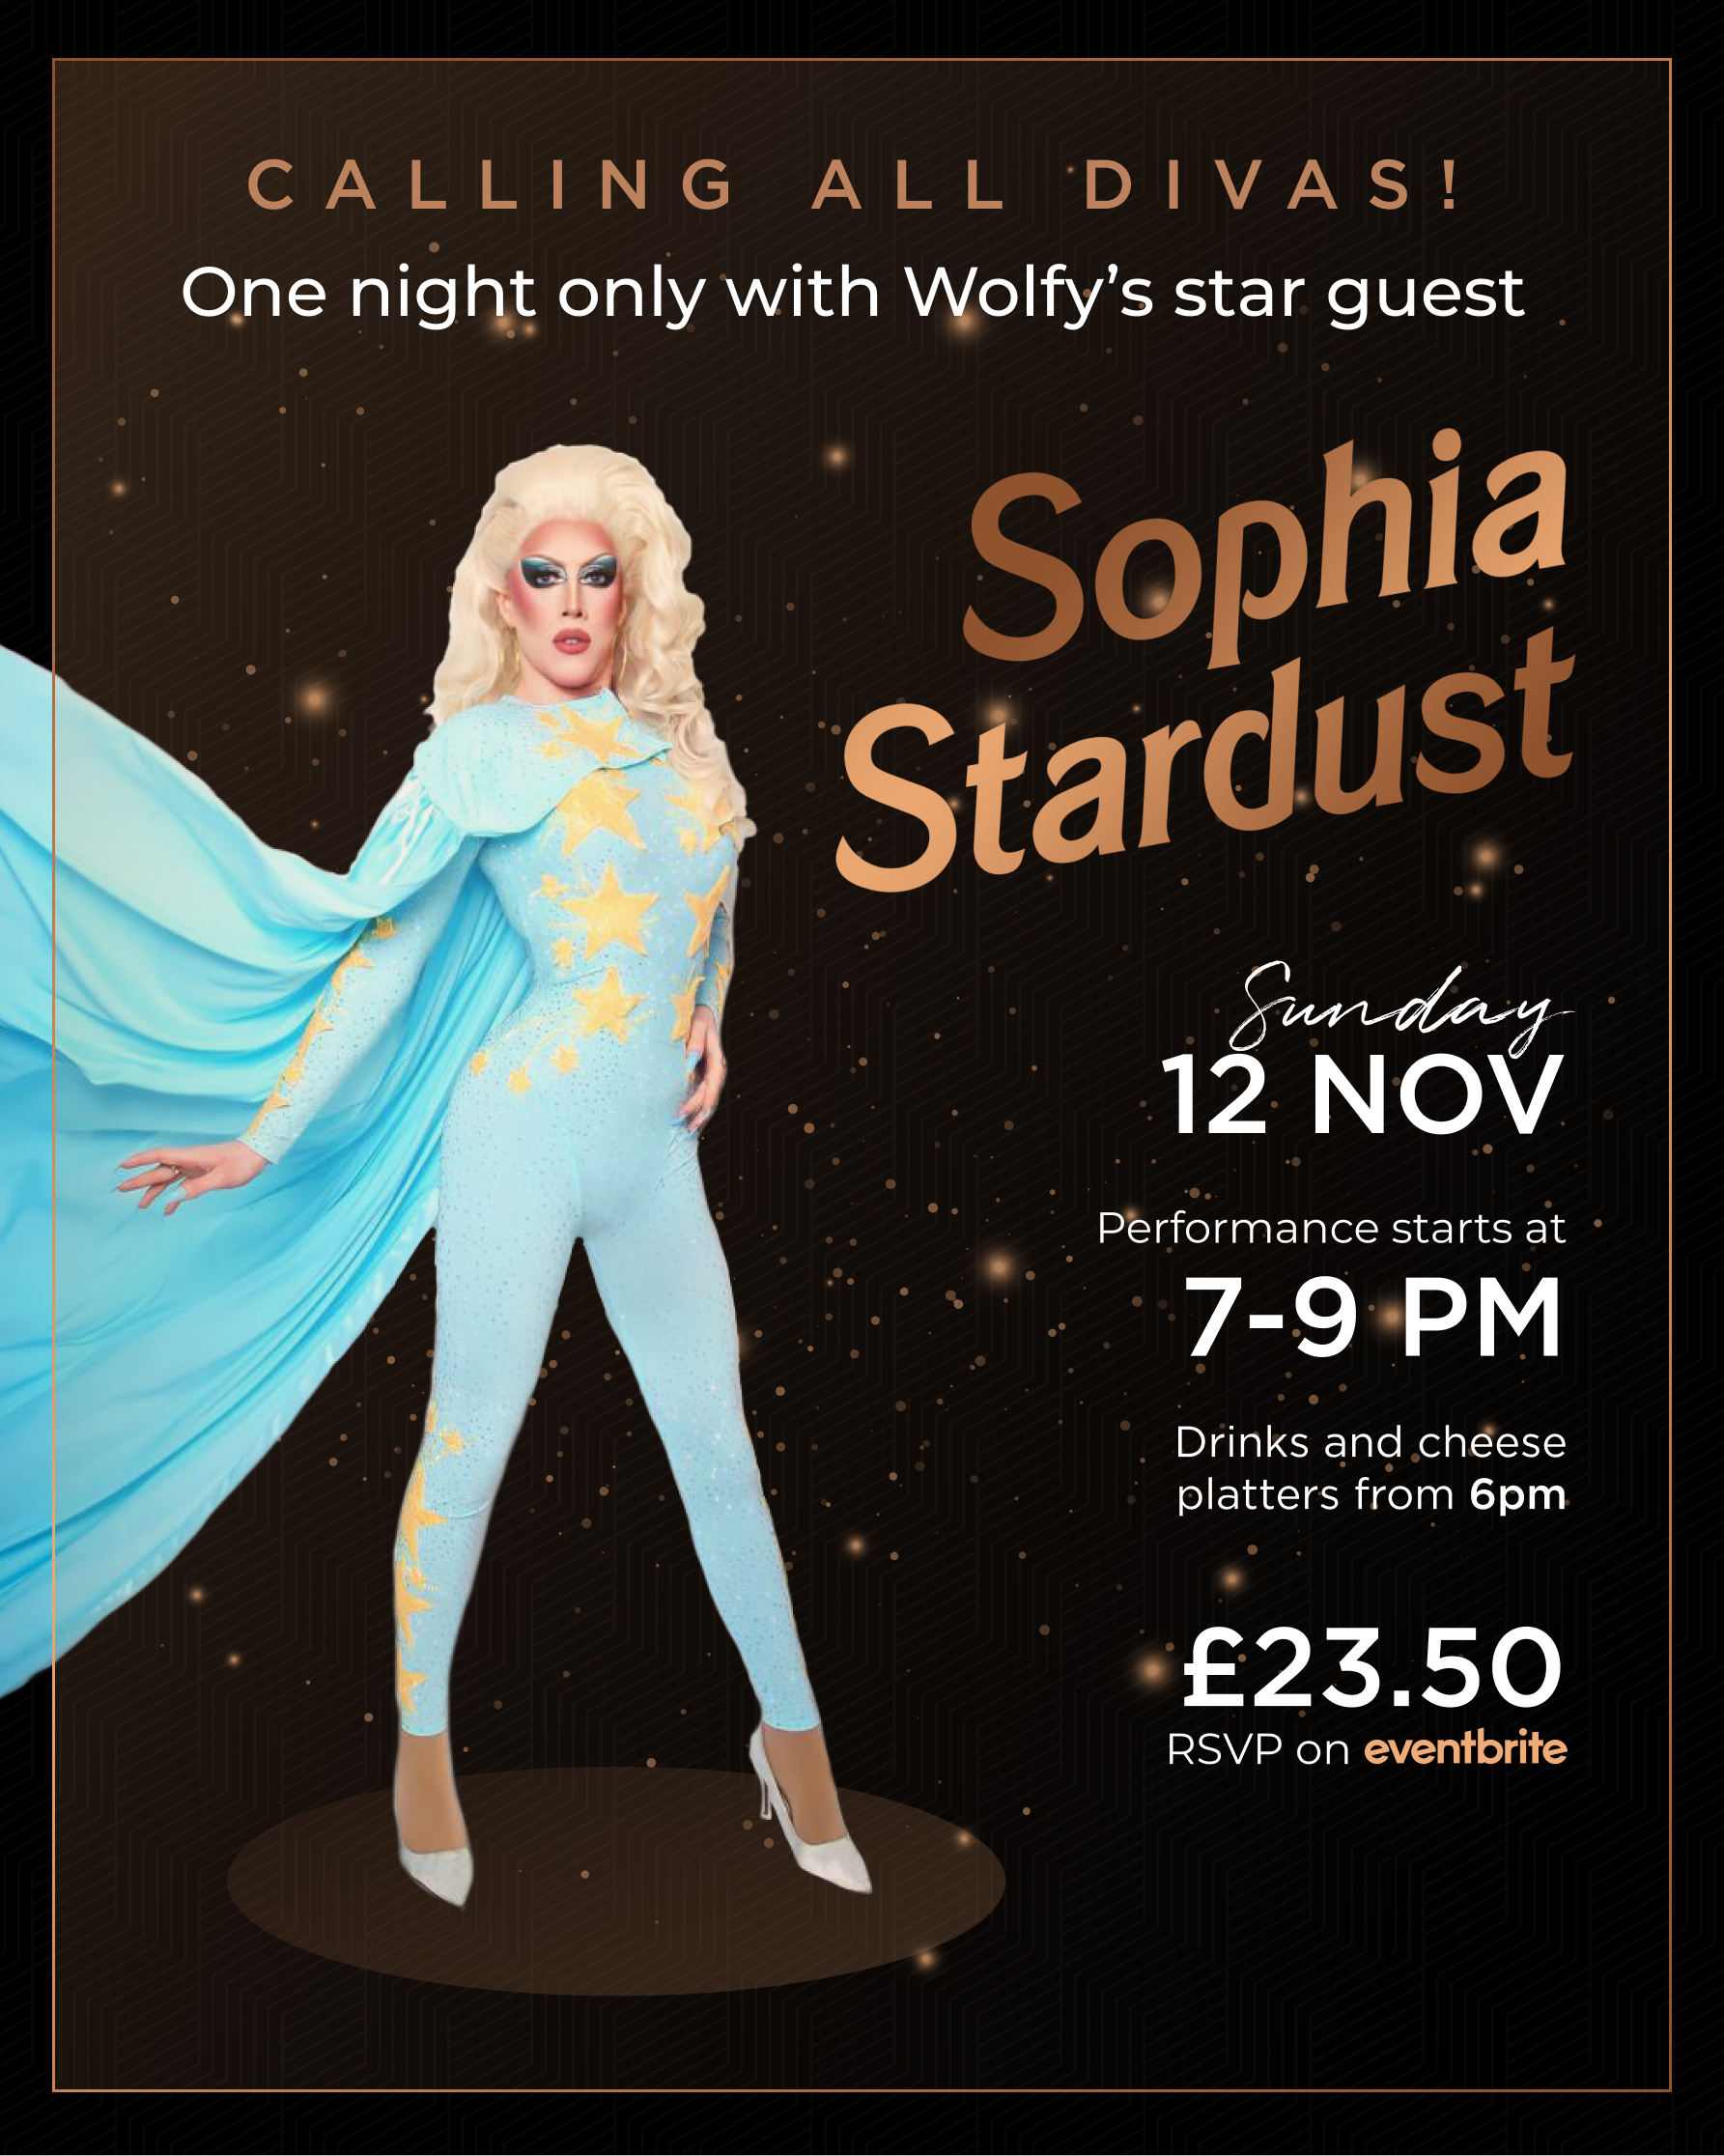 CALLING ALL DIVAS!
One night only with Wolfy's star guest
Sophia
Stardust
Sunday
12 NOV
Performance starts at
7-9 PM
Drinks and cheese
platters from 6pm
£23.50
RSVP on eventbrite